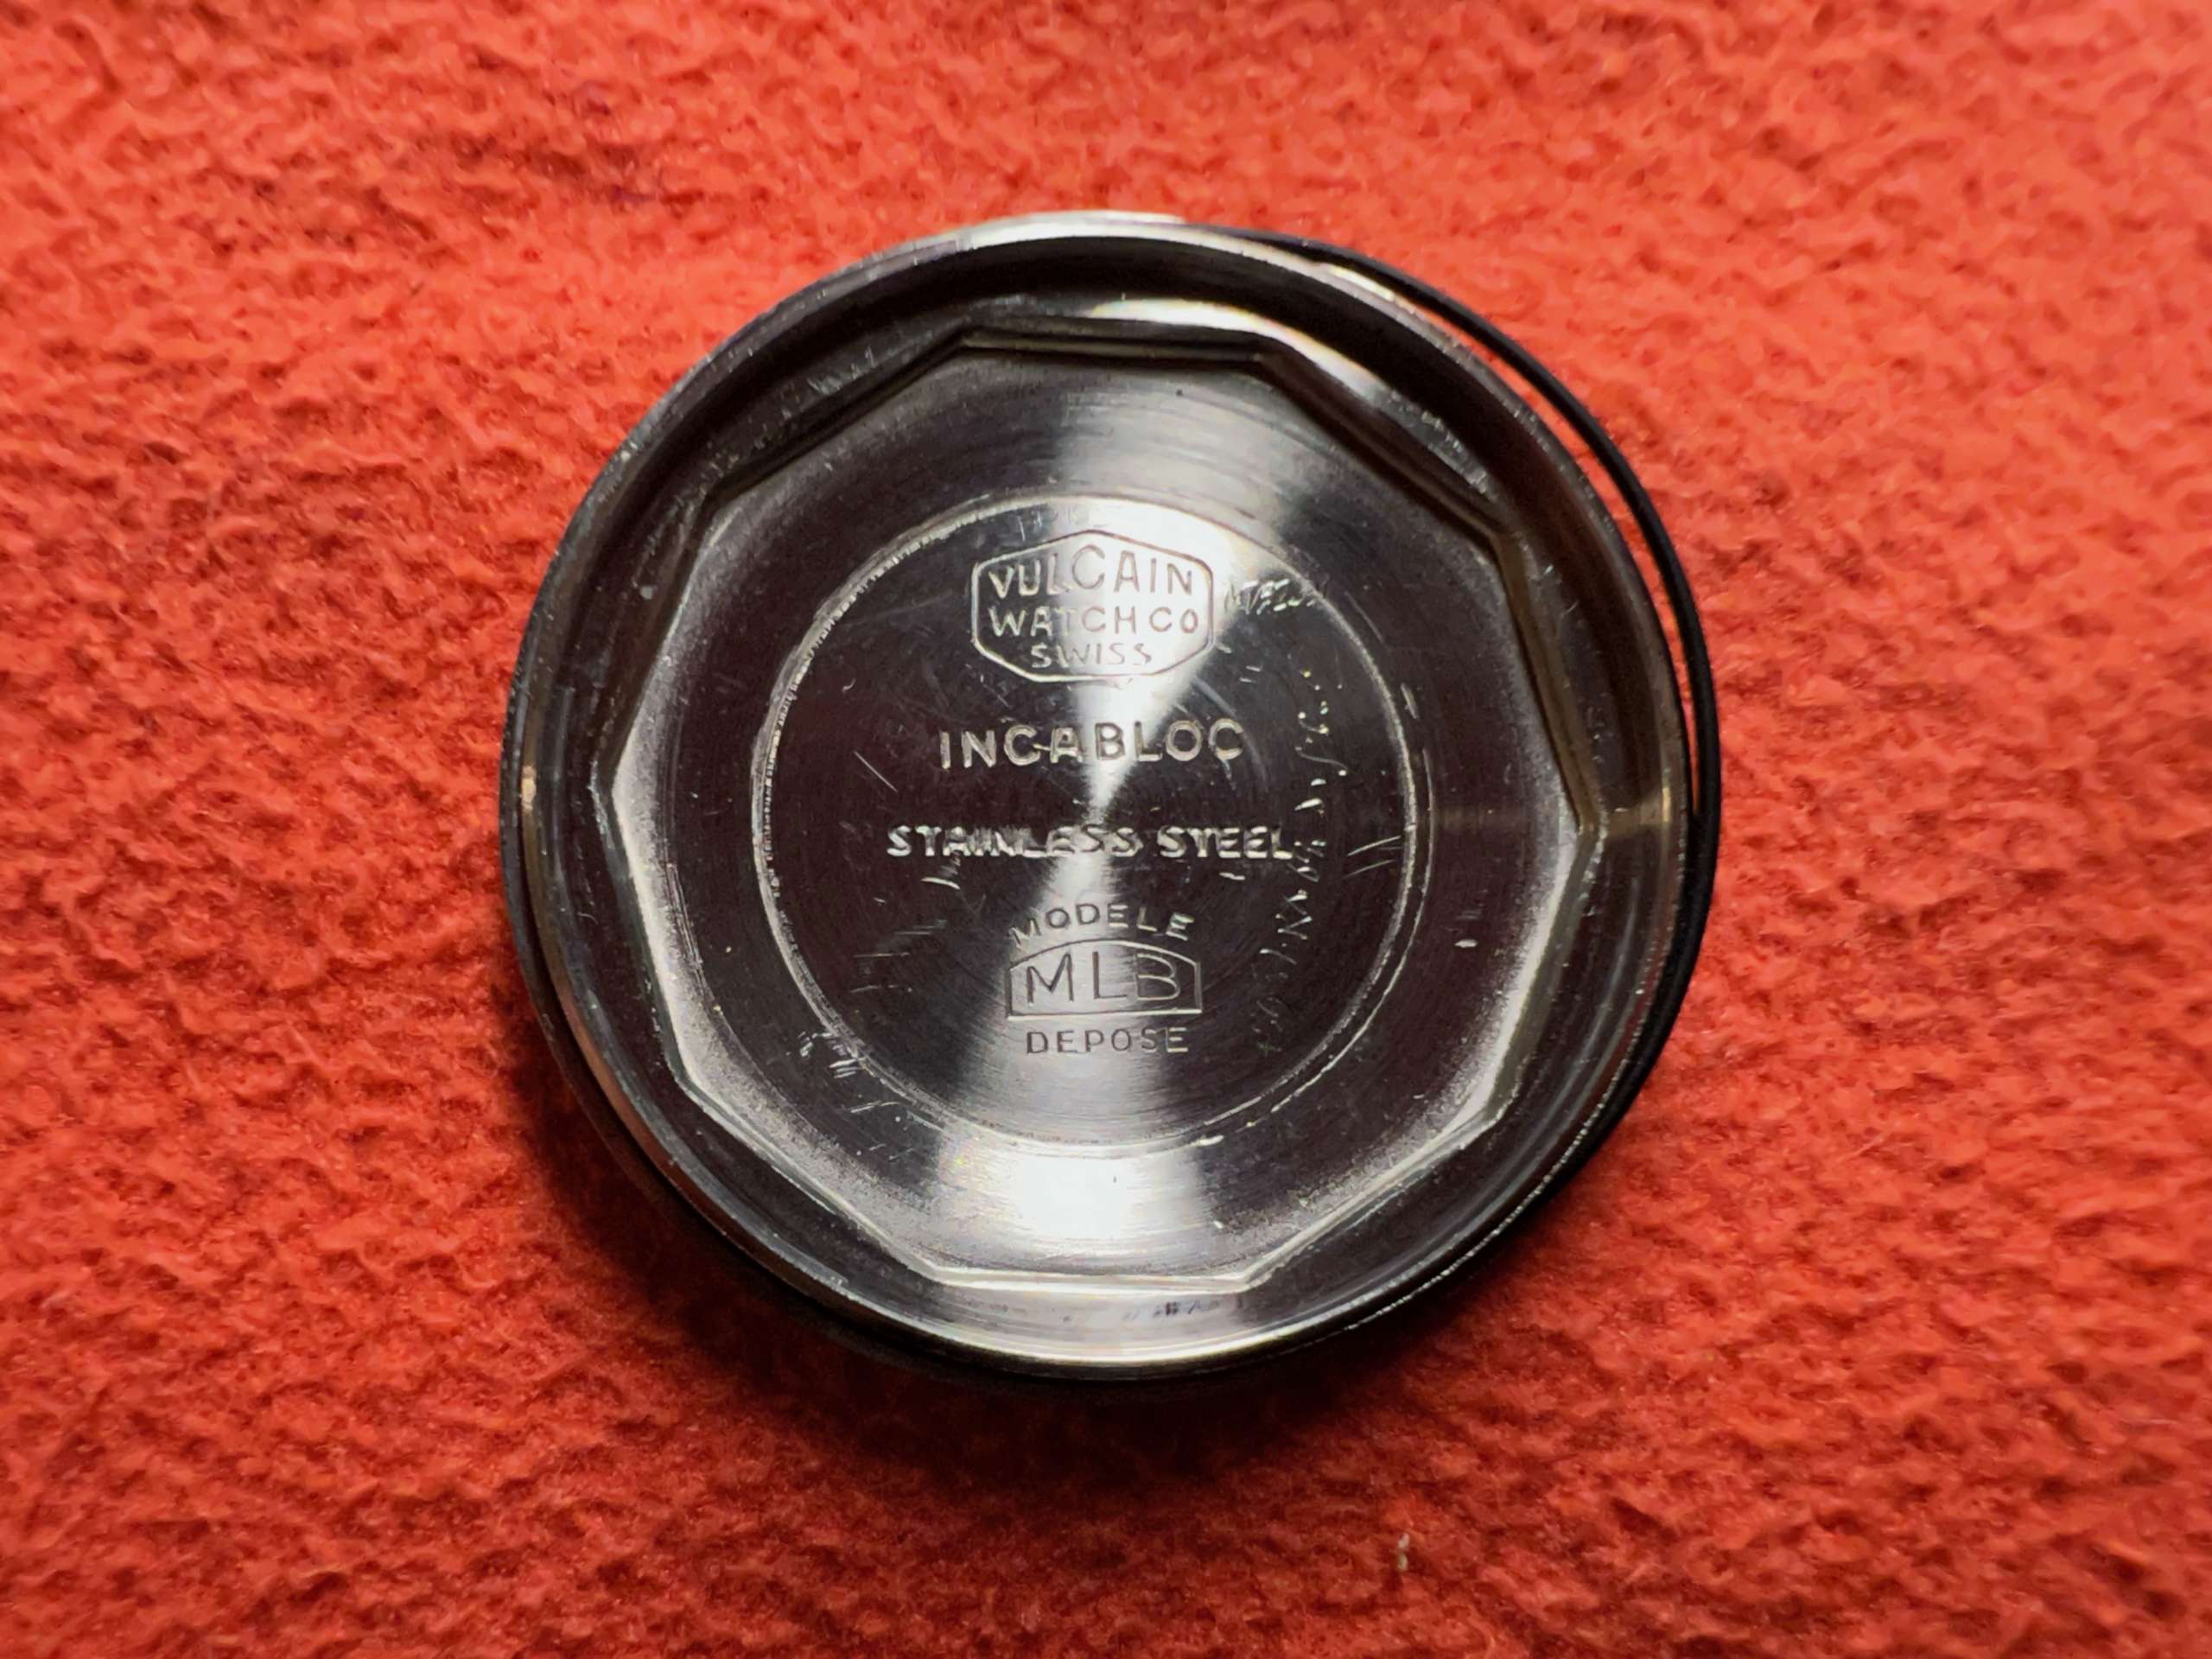 VULCAIN
WATCH CO
SWISS
INCABLOC
STAINLESS STEEL
MODELE
MLB
DEPOSE